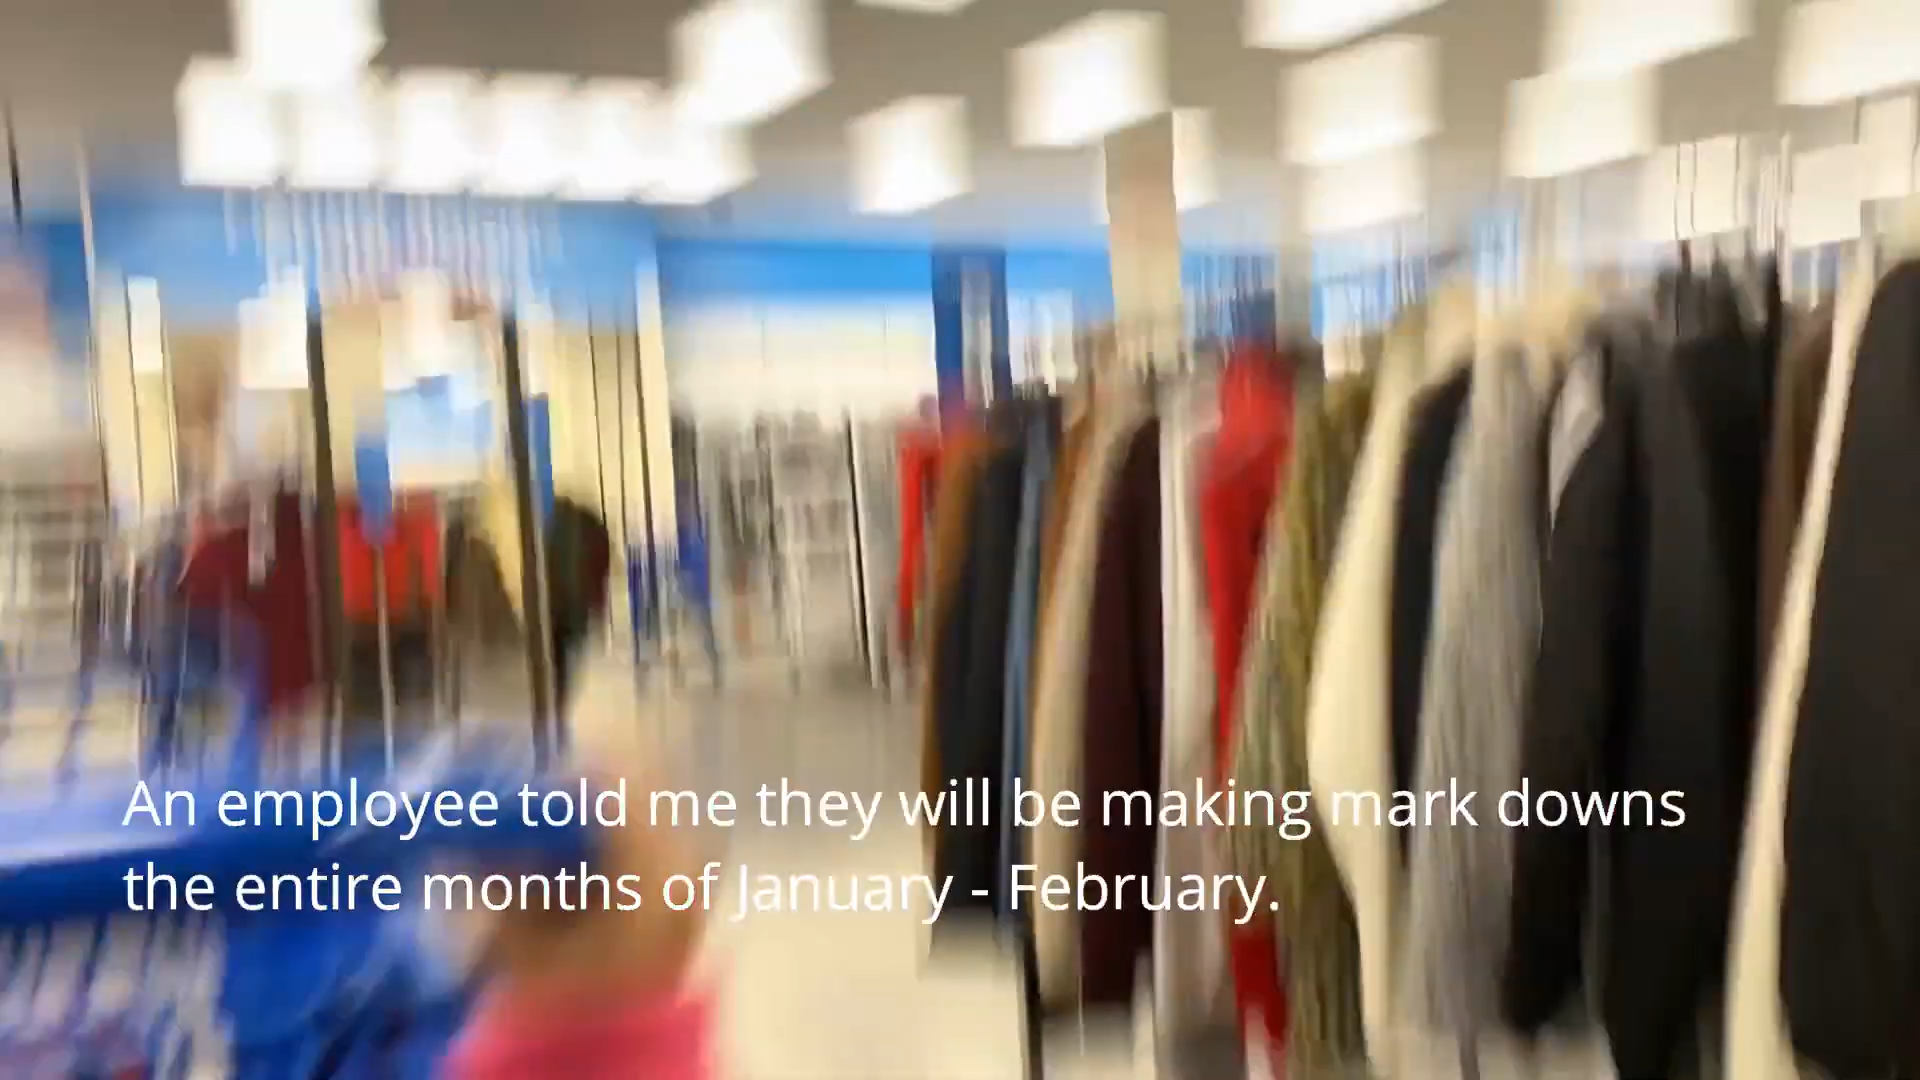 An employee told me they will be making mark downs
the entire months of January - February.